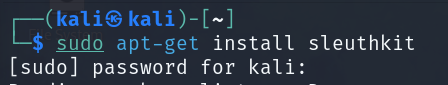 ┌──(kali㉿kali)-[~]
└─$ sudo apt-get install sleuthkit
[sudo] password for kali: